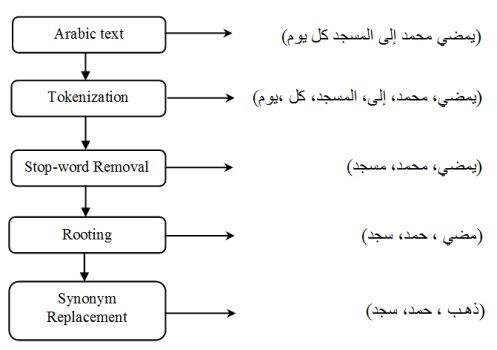 Arabic text
(يمضي محمد إلى المسجد كل يوم)
Tokenization
(يمضي، محمد، إلى، المسجد، كل ،يوم)
Stop-word Removal
(يمضي، محمد، مسجد)
Rooting
(مضي ، حمد، سجد)
Synonym
Replacement
(ذهب ، حمد، سجد)